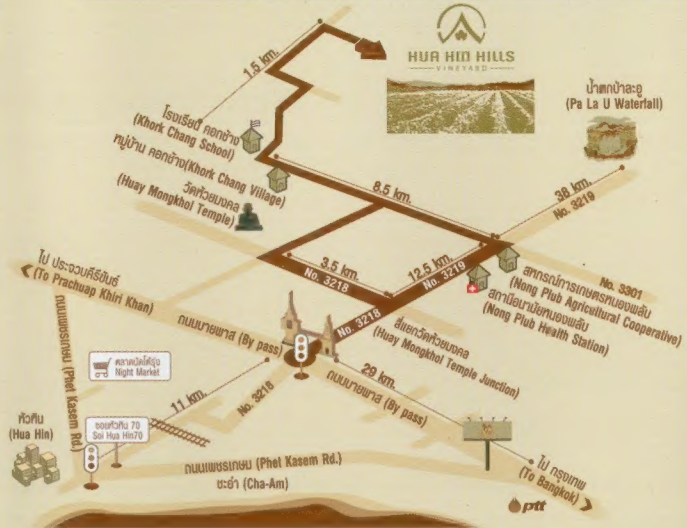 HUA HIN HILLS
VINEYARD
1.5 km.
น้ำตกป่าละอู
(Pa La U Waterfall)
โรงเรียน คอกช้าง
(Khork Chang School)
หมู่บ้าน คอกช้าง(Khork Chang Village)
วัดห้วยมงคล
(Huay Mongkhol Temple)
8.5 km.
36 km.
No. 3219
3.5 km.
No. 3218
12.5 km.
No. 3219
No. 3301
สหกรณ์การเกษตรหนองพลับ
(Nong Plub Agricultural Cooperative)
สถานีอนามัยหนองพลับ
(Nong Plub Health Station)
ไป ประจวบคีรีขันธ์
(To Prachuap Khiri Khan)
ถนนบายพาส (By pass)
No. 3218
สี่แยกวัดห้วยมงคล
(Huay Mongkhol Temple Junction)
ถนนเพชรเกษม (Phet Kasem Rd.)
ตลาดนัดโต้รุ่ง
Night Market
11 km.
No. 3218
29 km.
ถนนบายพาส (By pass)
หัวหิน
(Hua Hin)
ซอยหัวหิน 70
Soi Hua Hin70
ถนนเพชรเกษม (Phet Kasem Rd.)
ชะอำ (Cha-Am)
ไป กรุงเทพ
(To Bangkok)
ptt